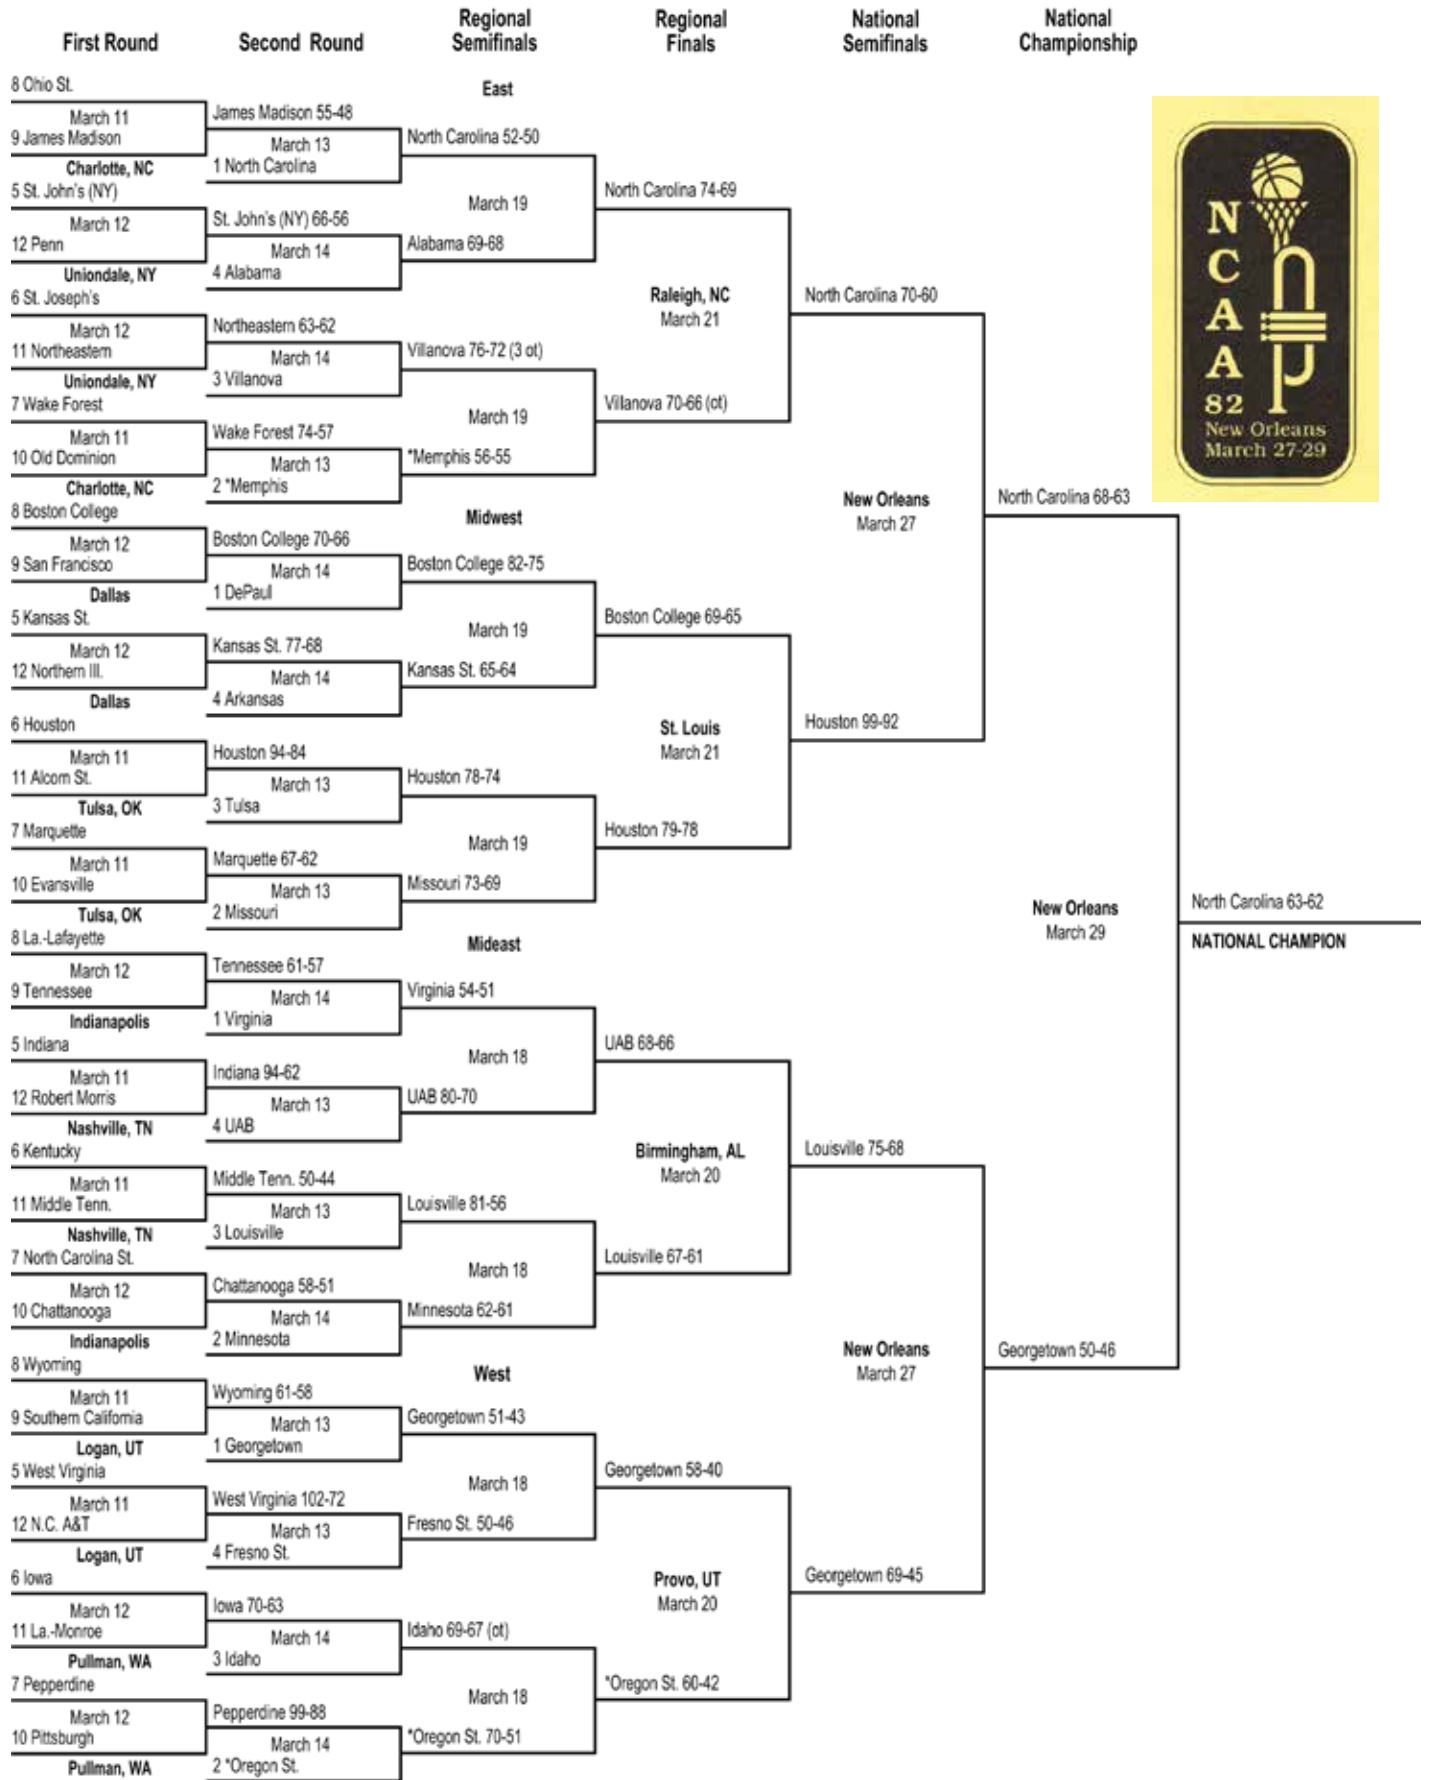 First Round
Second Round
Regional
Semifinals
Regional
Finals
National
Semifinals
National
Championship
8 Ohio St.
March 11
9 James Madison
Charlotte, NC
5 St. John's (NY)
March 12
12 Penn
Uniondale, NY
6 St. Joseph's
March 12
11 Northeastern
Uniondale, NY
7 Wake Forest
March 11
10 Old Dominion
Charlotte, NC
8 Boston College
March 12
9 San Francisco
Dallas
5 Kansas St.
March 12
12 Northern Ill.
Dallas
6 Houston
March 11
11 Alcorn St.
Tulsa, OK
7 Marquette
March 11
10 Evansville
Tulsa, OK
8 La.-Lafayette
March 12
9 Tennessee
Indianapolis
5 Indiana
March 11
12 Robert Morris
Nashville, TN
6 Kentucky
March 11
11 Middle Tenn.
Nashville, TN
7 North Carolina St.
March 12
10 Chattanooga
Indianapolis
8 Wyoming
March 11
9 Southern California
Logan, UT
5 West Virginia
March 11
12 N.C. A&T
Logan, UT
6 Iowa
March 12
11 La.-Monroe
Pullman, WA
7 Pepperdine
March 12
10 Pittsburgh
Pullman, WA
James Madison 55-48
March 13
1 North Carolina
St. John's (NY) 66-56
March 14
4 Alabama
Northeastern 63-62
March 14
3 Villanova
Wake Forest 74-57
March 13
2 *Memphis
Boston College 70-66
March 14
1 DePaul
Kansas St. 77-68
March 14
4 Arkansas
Houston 94-84
March 13
3 Tulsa
Marquette 67-62
March 13
2 Missouri
Tennessee 61-57
March 14
1 Virginia
Indiana 94-62
March 13
4 UAB
Middle Tenn. 50-44
March 13
3 Louisville
Chattanooga 58-51
March 14
2 Minnesota
Wyoming 61-58
March 13
1 Georgetown
West Virginia 102-72
March 13
4 Fresno St.
Iowa 70-63
March 14
3 Idaho
Pepperdine 99-88
March 14
2 *Oregon St.
East
North Carolina 52-50
March 19
Alabama 69-68
Villanova 76-72 (3 ot)
March 19
*Memphis 56-55
Midwest
Boston College 82-75
March 19
Kansas St. 65-64
Houston 78-74
March 19
Missouri 73-69
Mideast
Virginia 54-51
March 18
UAB 80-70
Louisville 81-56
March 18
Minnesota 62-61
West
Georgetown 51-43
March 18
Fresno St. 50-46
Idaho 69-67 (ot)
March 18
*Oregon St. 70-51
North Carolina 74-69
Raleigh, NC
March 21
Villanova 70-66 (ot)
Boston College 69-65
St. Louis
March 21
Houston 79-78
UAB 68-66
Birmingham, AL
March 20
Louisville 67-61
Georgetown 58-40
Provo, UT
March 20
*Oregon St. 60-42
North Carolina 70-60
New Orleans
March 27
Houston 99-92
Louisville 75-68
New Orleans
March 27
Georgetown 69-45
North Carolina 68-63
New Orleans
March 29
Georgetown 50-46
North Carolina 63-62
NATIONAL CHAMPION
N
C
A
A
82
New Orleans
March 27-29